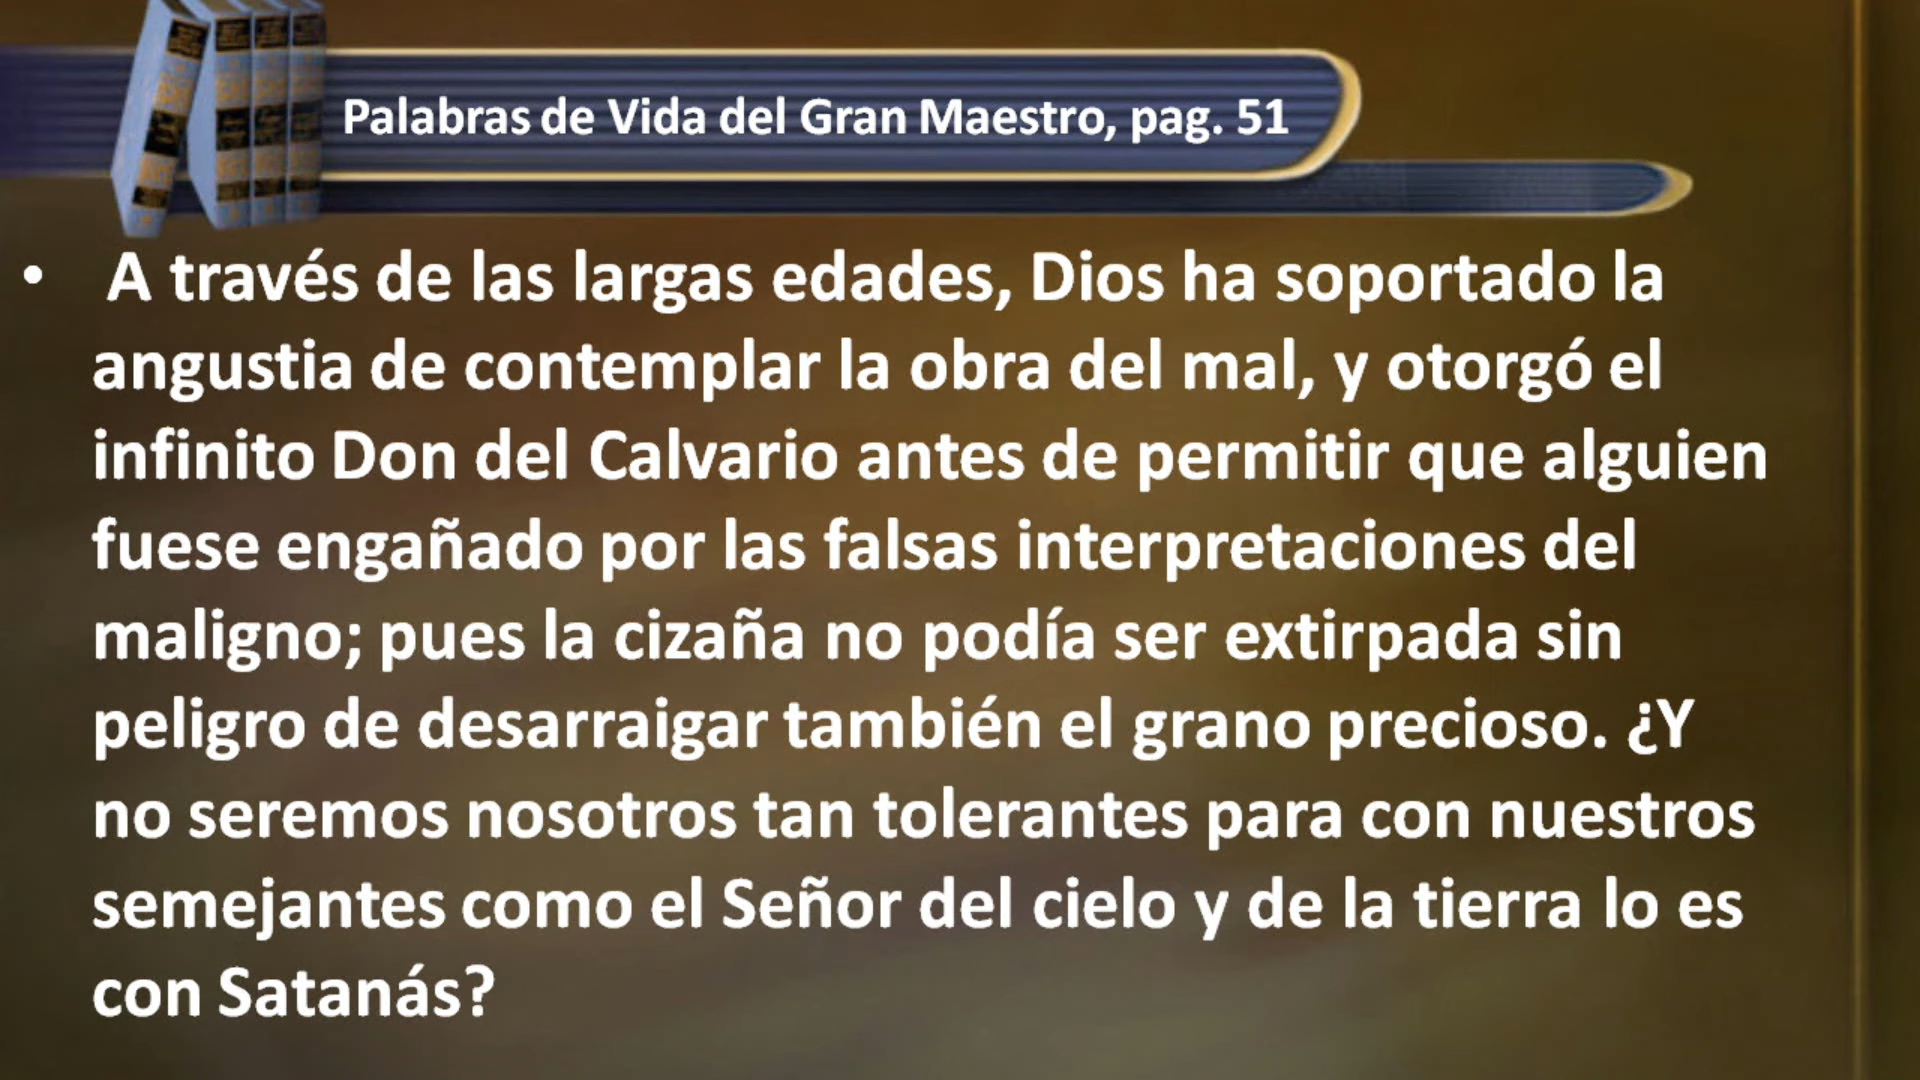 Palabras de Vida del Gran Maestro, pag. 51
• A través de las largas edades, Dios ha soportado la
angustia de contemplar la obra del mal, y otorgó el
infinito Don del Calvario antes de permitir que alguien
fuese engañado por las falsas interpretaciones del
maligno; pues la cizaña no podía ser extirpada sin
peligro de desarraigar también el grano precioso. ¿Y
no seremos nosotros tan tolerantes para con nuestros
semejantes como el Señor del cielo y de la tierra lo es
con Satanás?